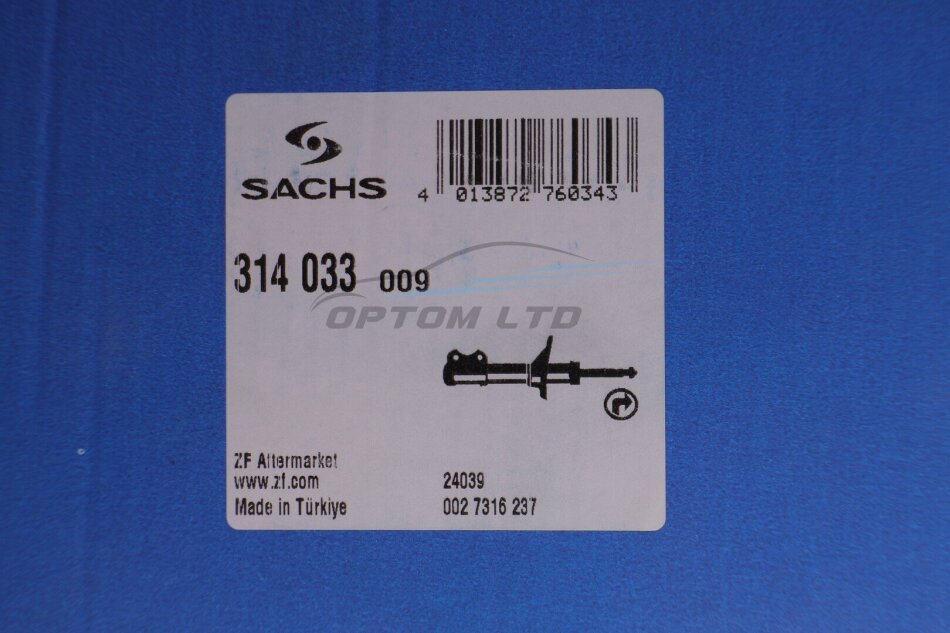 SACHS
4 013872 760343
314 033 009
OPTOM LTD
ZF Aftermarket
www.zf.com
24039
Made in Türkiye
002 7316 237